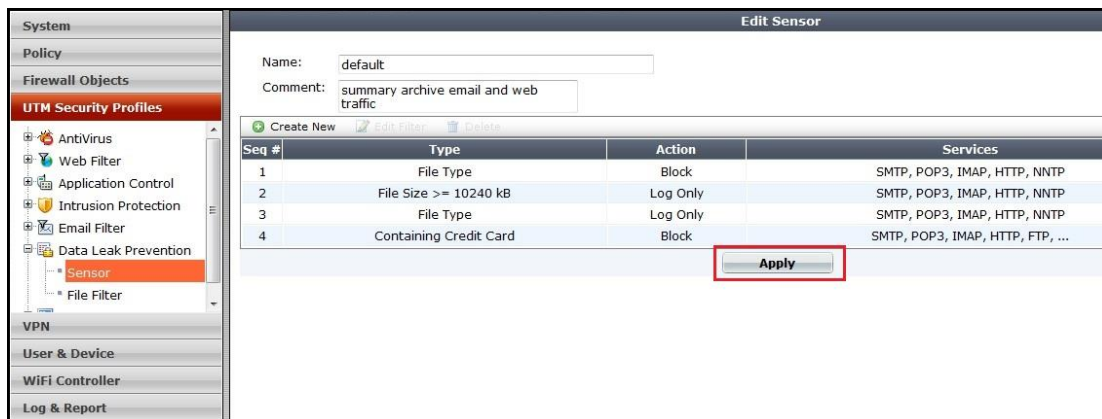 System
Policy
Firewall Objects
UTM Security Profiles
AntiVirus
Web Filter
Application Control
Intrusion Protection
Email Filter
Data Leak Prevention
Sensor
File Filter
VPN
User & Device
WiFi Controller
Log & Report
Edit Sensor
Name: default
Comment: summary archive email and web
traffic
Create New Edit Filter Delete
Seq # Type Action Services
1 File Type Block SMTP, POP3, IMAP, HTTP, NNTP
2 File Size >= 10240 kB Log Only SMTP, POP3, IMAP, HTTP, NNTP
3 File Type Log Only SMTP, POP3, IMAP, HTTP, NNTP
4 Containing Credit Card Block SMTP, POP3, IMAP, HTTP, FTP, ...
Apply